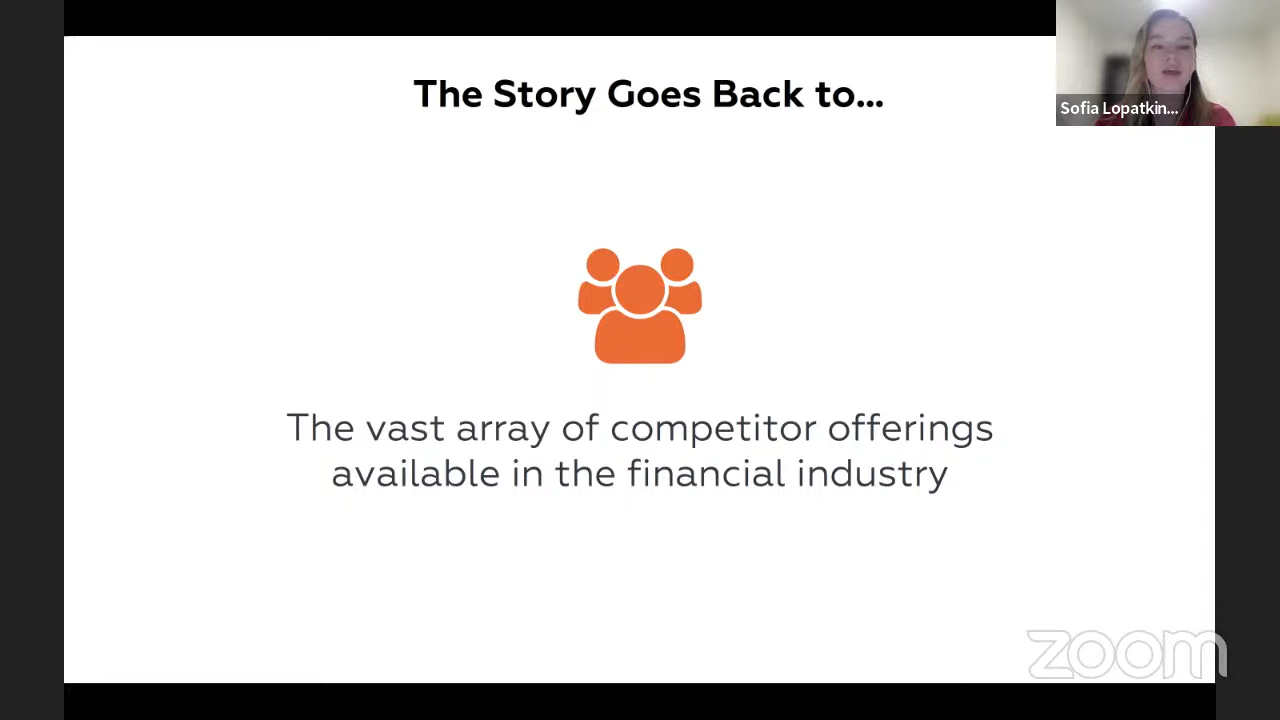 The Story Goes Back to...
Sofia Lopatkin...
The vast array of competitor offerings
available in the financial industry
zoom